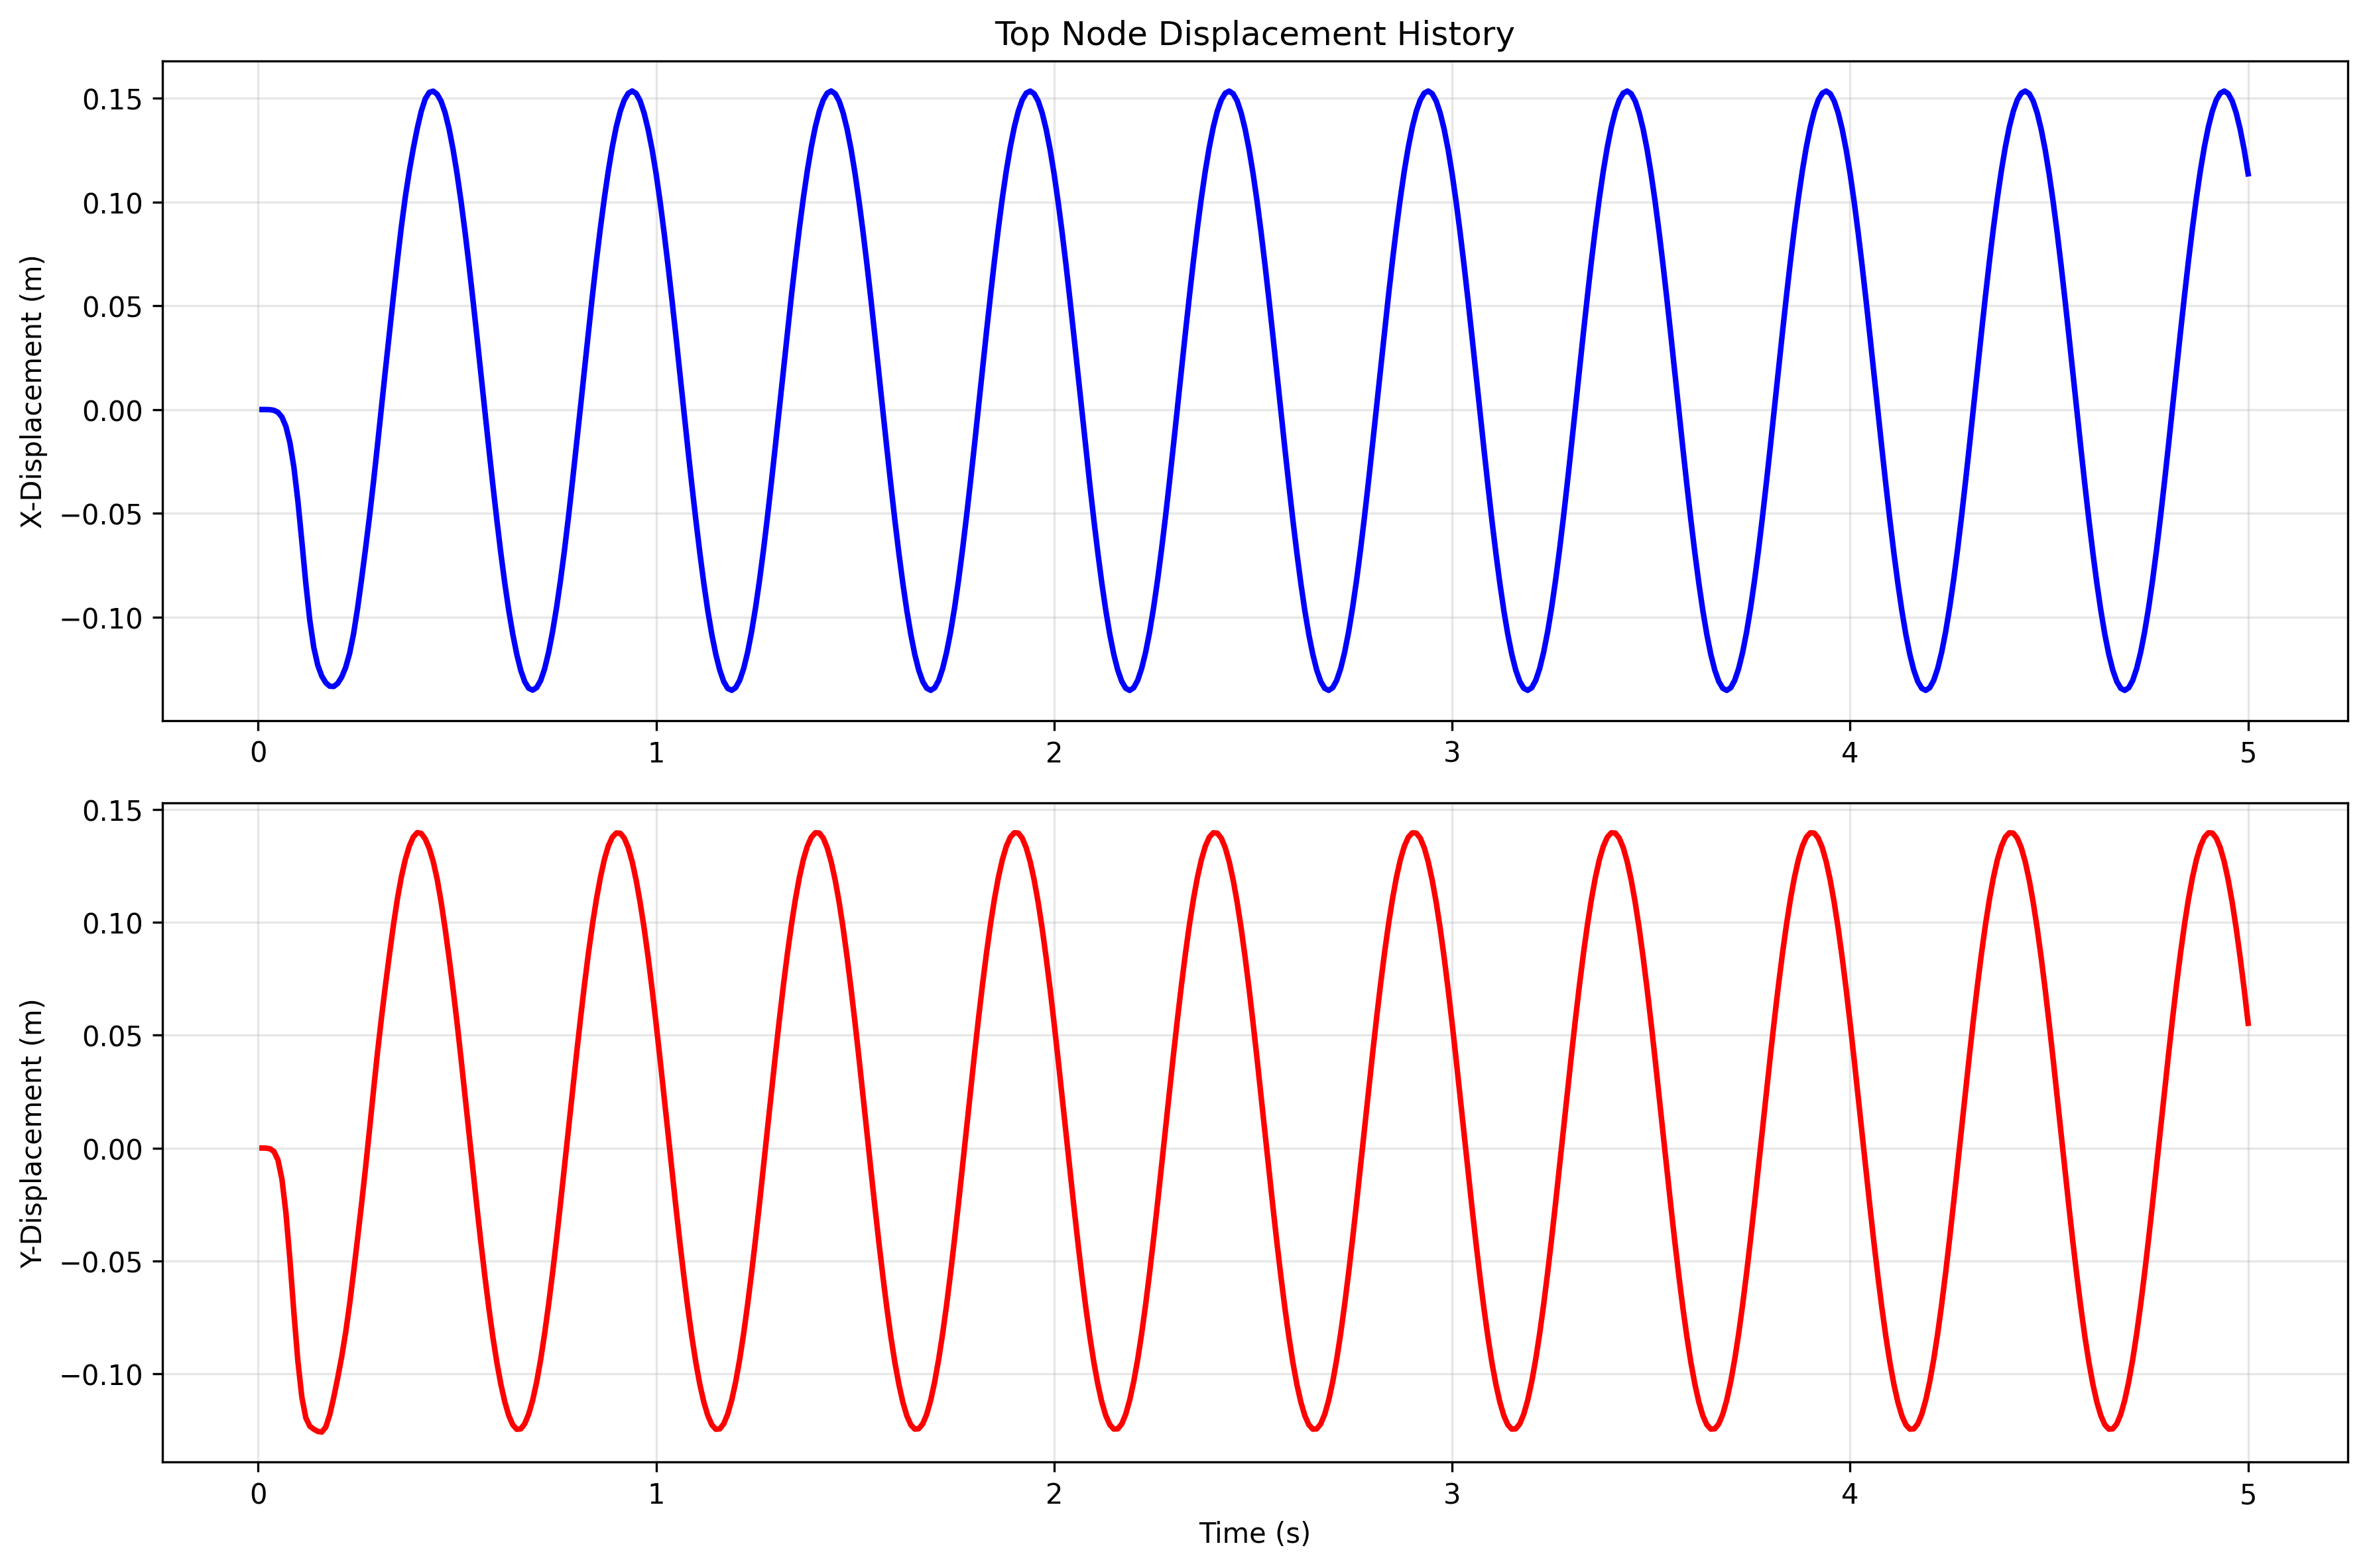 Top Node Displacement History
X-Displacement (m)
0.15
0.10
0.05
0.00
−0.05
−0.10
0 1 2 3 4 5
Y-Displacement (m)
0.15
0.10
0.05
0.00
−0.05
−0.10
0 1 2 3 4 5
Time (s)